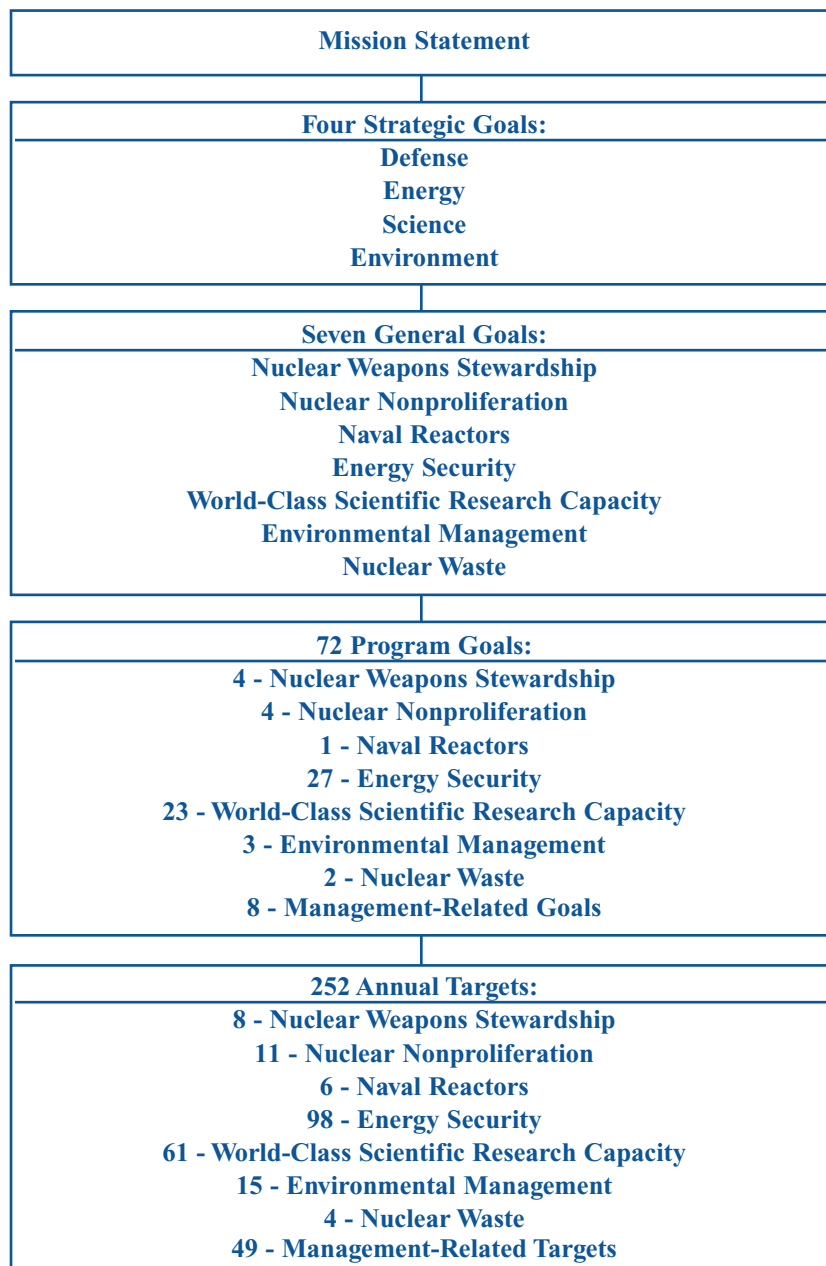 Mission Statement
Four Strategic Goals:
Defense
Energy
Science
Environment
Seven General Goals:
Nuclear Weapons Stewardship
Nuclear Nonproliferation
Naval Reactors
Energy Security
World-Class Scientific Research Capacity
Environmental Management
Nuclear Waste
72 Program Goals:
4 - Nuclear Weapons Stewardship
4 - Nuclear Nonproliferation
1 - Naval Reactors
27 - Energy Security
23 - World-Class Scientific Research Capacity
3 - Environmental Management
2 - Nuclear Waste
8 - Management-Related Goals
252 Annual Targets:
8 - Nuclear Weapons Stewardship
11 - Nuclear Nonproliferation
6 - Naval Reactors
98 - Energy Security
61 - World-Class Scientific Research Capacity
15 - Environmental Management
4 - Nuclear Waste
49 - Management-Related Targets